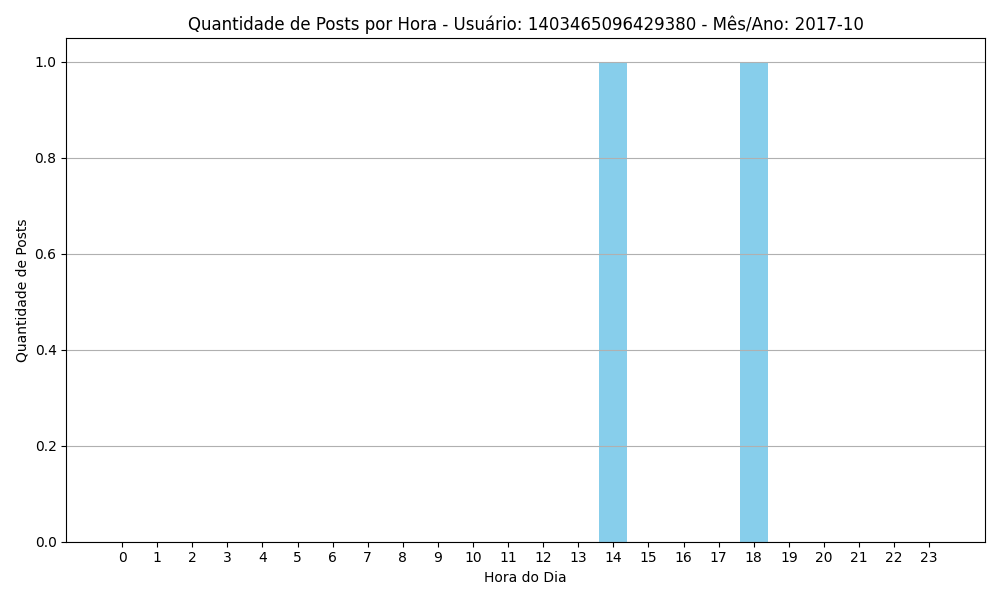 Quantidade de Posts por Hora - Usuário: 1403465096429380 - Mês/Ano: 2017-10
1.0
0.8
0.6
0.4
0.2
0.0
Quantidade de Posts
0 1 2 3 4 5 6 7 8 9 10 11 12 13 14 15 16 17 18 19 20 21 22 23
Hora do Dia